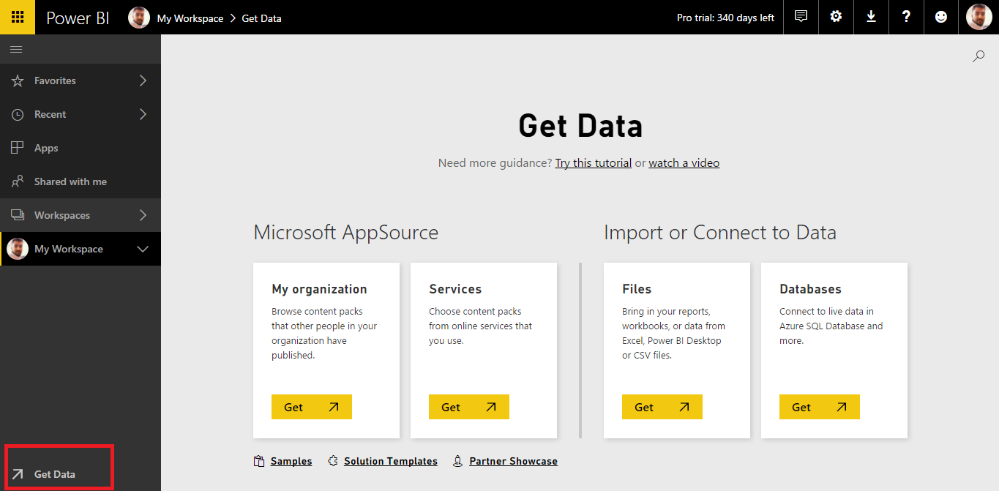 Power BI
My Workspace > Get Data
Pro trial: 340 days left
?
Favorites
Recent
Apps
Shared with me
Workspaces
My Workspace
Get Data
Get Data
Need more guidance? Try this tutorial or watch a video
Microsoft AppSource
My organization
Browse content packs
that other people in your
organization have
published.
Get
Services
Choose content packs
from online services that
you use.
Get
Samples
Solution Templates
Partner Showcase
Import or Connect to Data
Files
Bring in your reports,
workbooks, or data from
Excel, Power BI Desktop
or CSV files.
Get
Databases
Connect to live data in
Azure SQL Database and
more.
Get